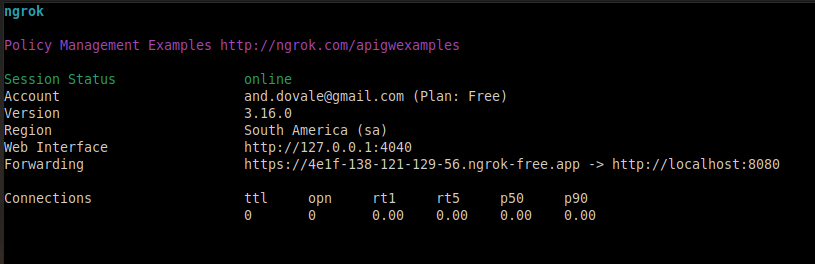 ngrok
Policy Management Examples http://ngrok.com/apigwexamples
Session Status online
Account and.dovale@gmail.com (Plan: Free)
Version 3.16.0
Region South America (sa)
Web Interface http://127.0.0.1:4040
Forwarding https://4e1f-138-121-129-56.ngrok-free.app -> http://localhost:8080
Connections ttl opn rt1 rt5 p50 p90
0 0 0.00 0.00 0.00 0.00